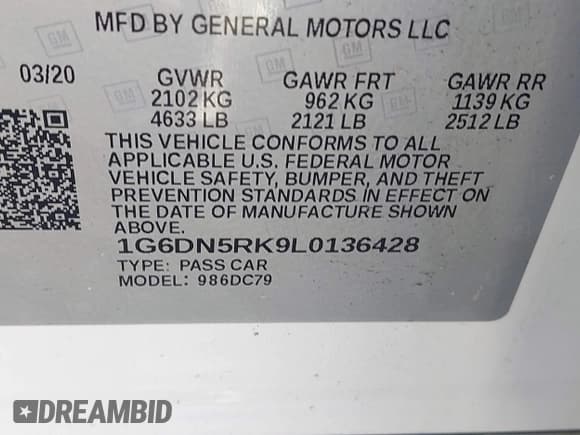 MFD BY GENERAL MOTORS LLC
03/20 GVWR GAWR FRT GAWR RR
2102 KG 962 KG 1139 KG
4633 LB 2121 LB 2512 LB
THIS VEHICLE CONFORMS TO ALL
APPLICABLE U.S. FEDERAL MOTOR
VEHICLE SAFETY, BUMPER, AND THEFT
PREVENTION STANDARDS IN EFFECT ON
THE DATE OF MANUFACTURE SHOWN
ABOVE.
1G6DN5RK9L0136428
TYPE: PASS CAR
MODEL: 986DC79
DREAMBID